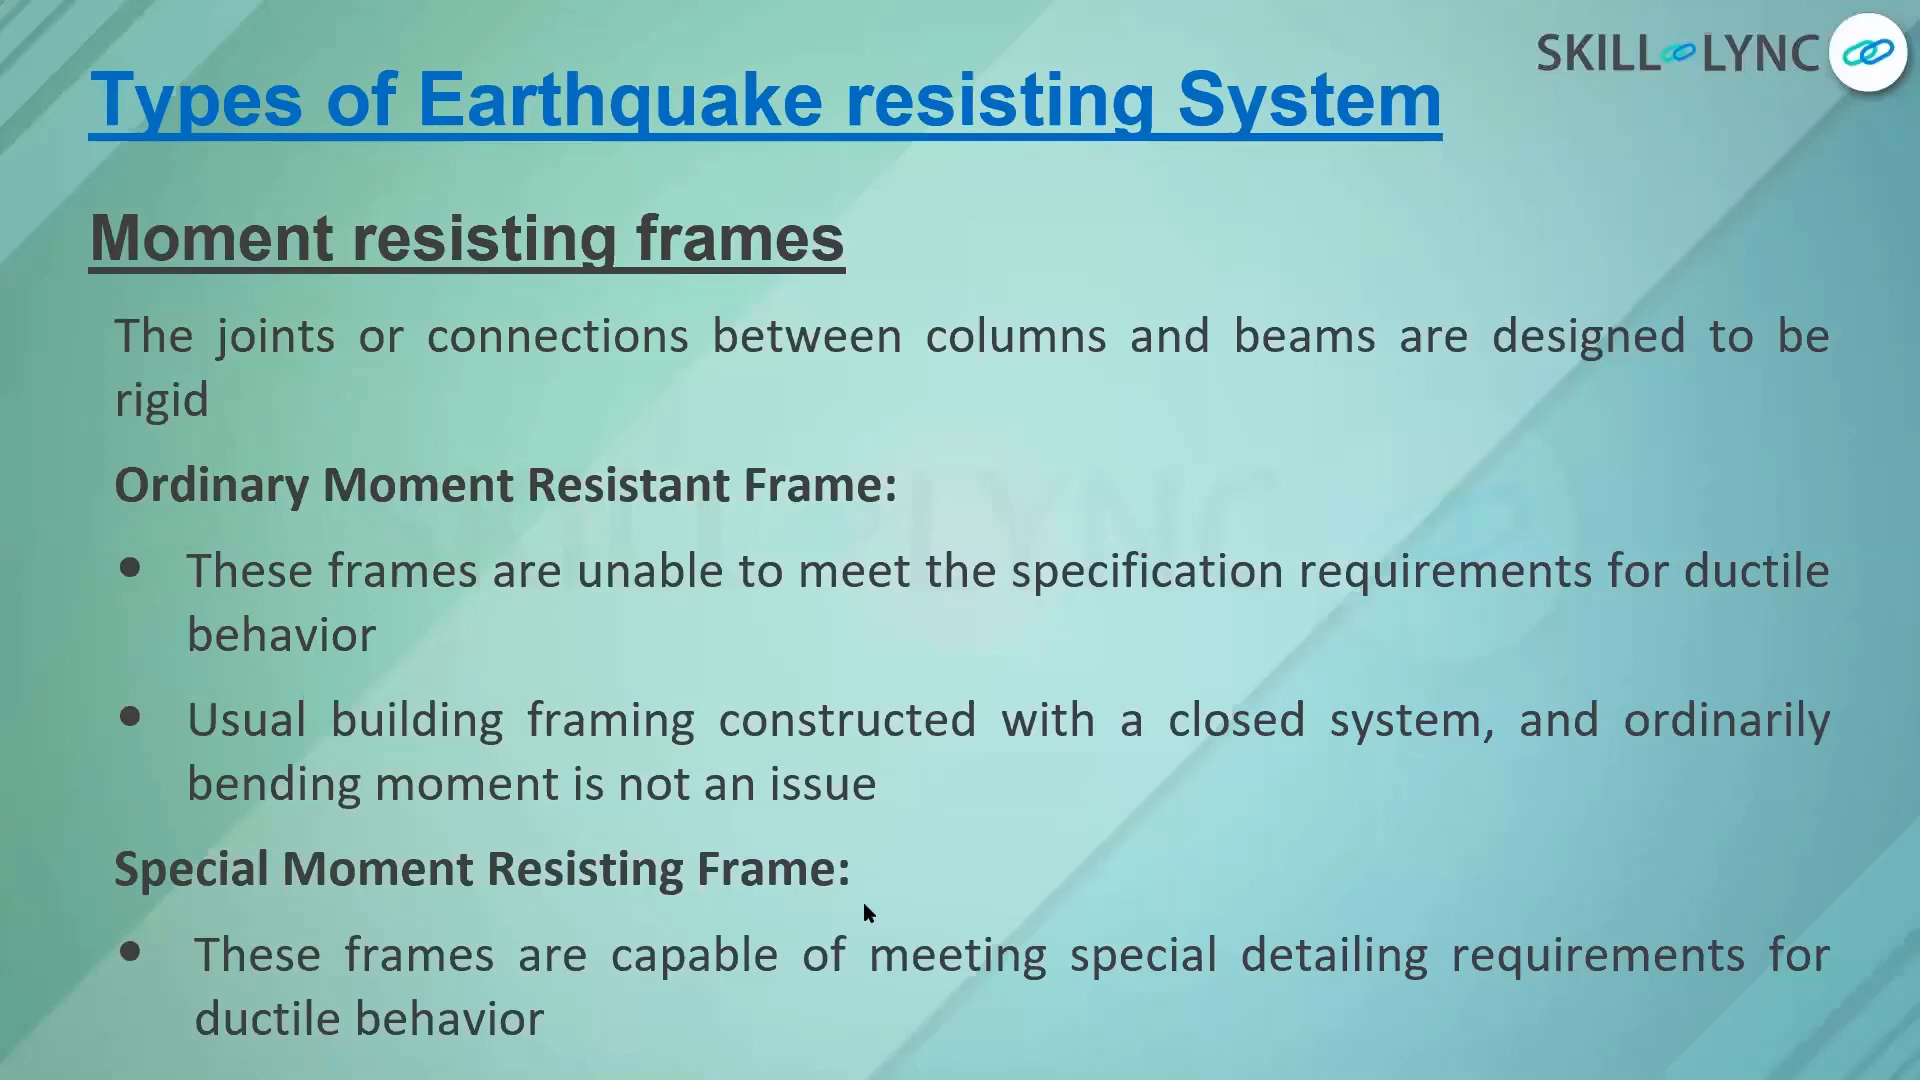 SKILL LYNC
Types of Earthquake resisting System
Moment resisting frames
The joints or connections between columns and beams are designed to be
rigid
Ordinary Moment Resistant Frame:
• These frames are unable to meet the specification requirements for ductile
behavior
• Usual building framing constructed with a closed system, and ordinarily
bending moment is not an issue
Special Moment Resisting Frame:
• These frames are capable of meeting special detailing requirements for
ductile behavior